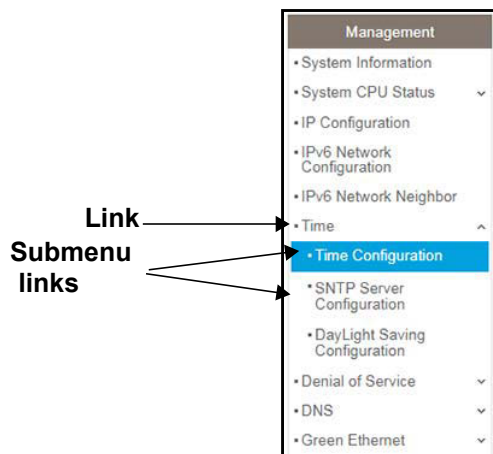 Management
• System Information
• System CPU Status
• IP Configuration
• IPv6 Network
Configuration
• IPv6 Network Neighbor
Link
• Time
Submenu
links
• Time Configuration
• SNTP Server
Configuration
• DayLight Saving
Configuration
• Denial of Service
• DNS
• Green Ethernet